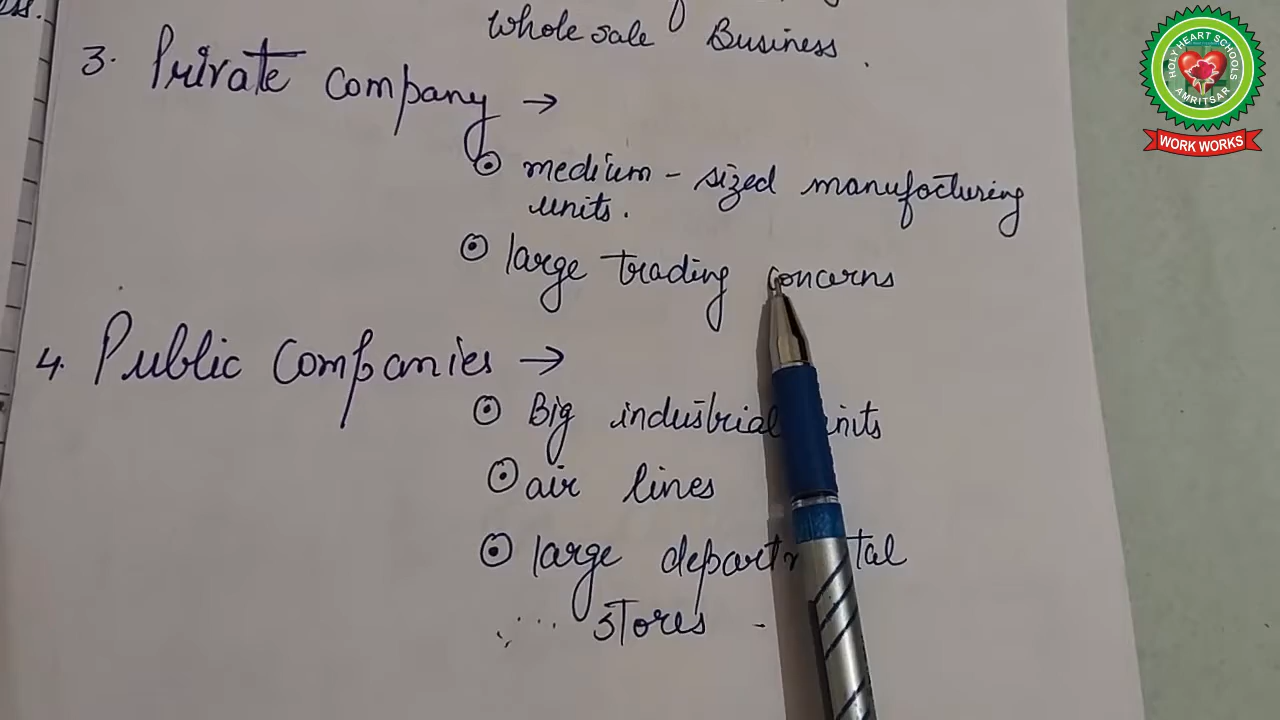 Whole sale Business.
3. Private company →
⊙ medium - sized manufacturing
units.
⊙ large trading concerns
4. Public Companies →
⊙ Big industrial units
⊙ air lines
⊙ large departmental
stores -
HOLY HEART SCHOOLS
AMRITSAR
WORK WORKS